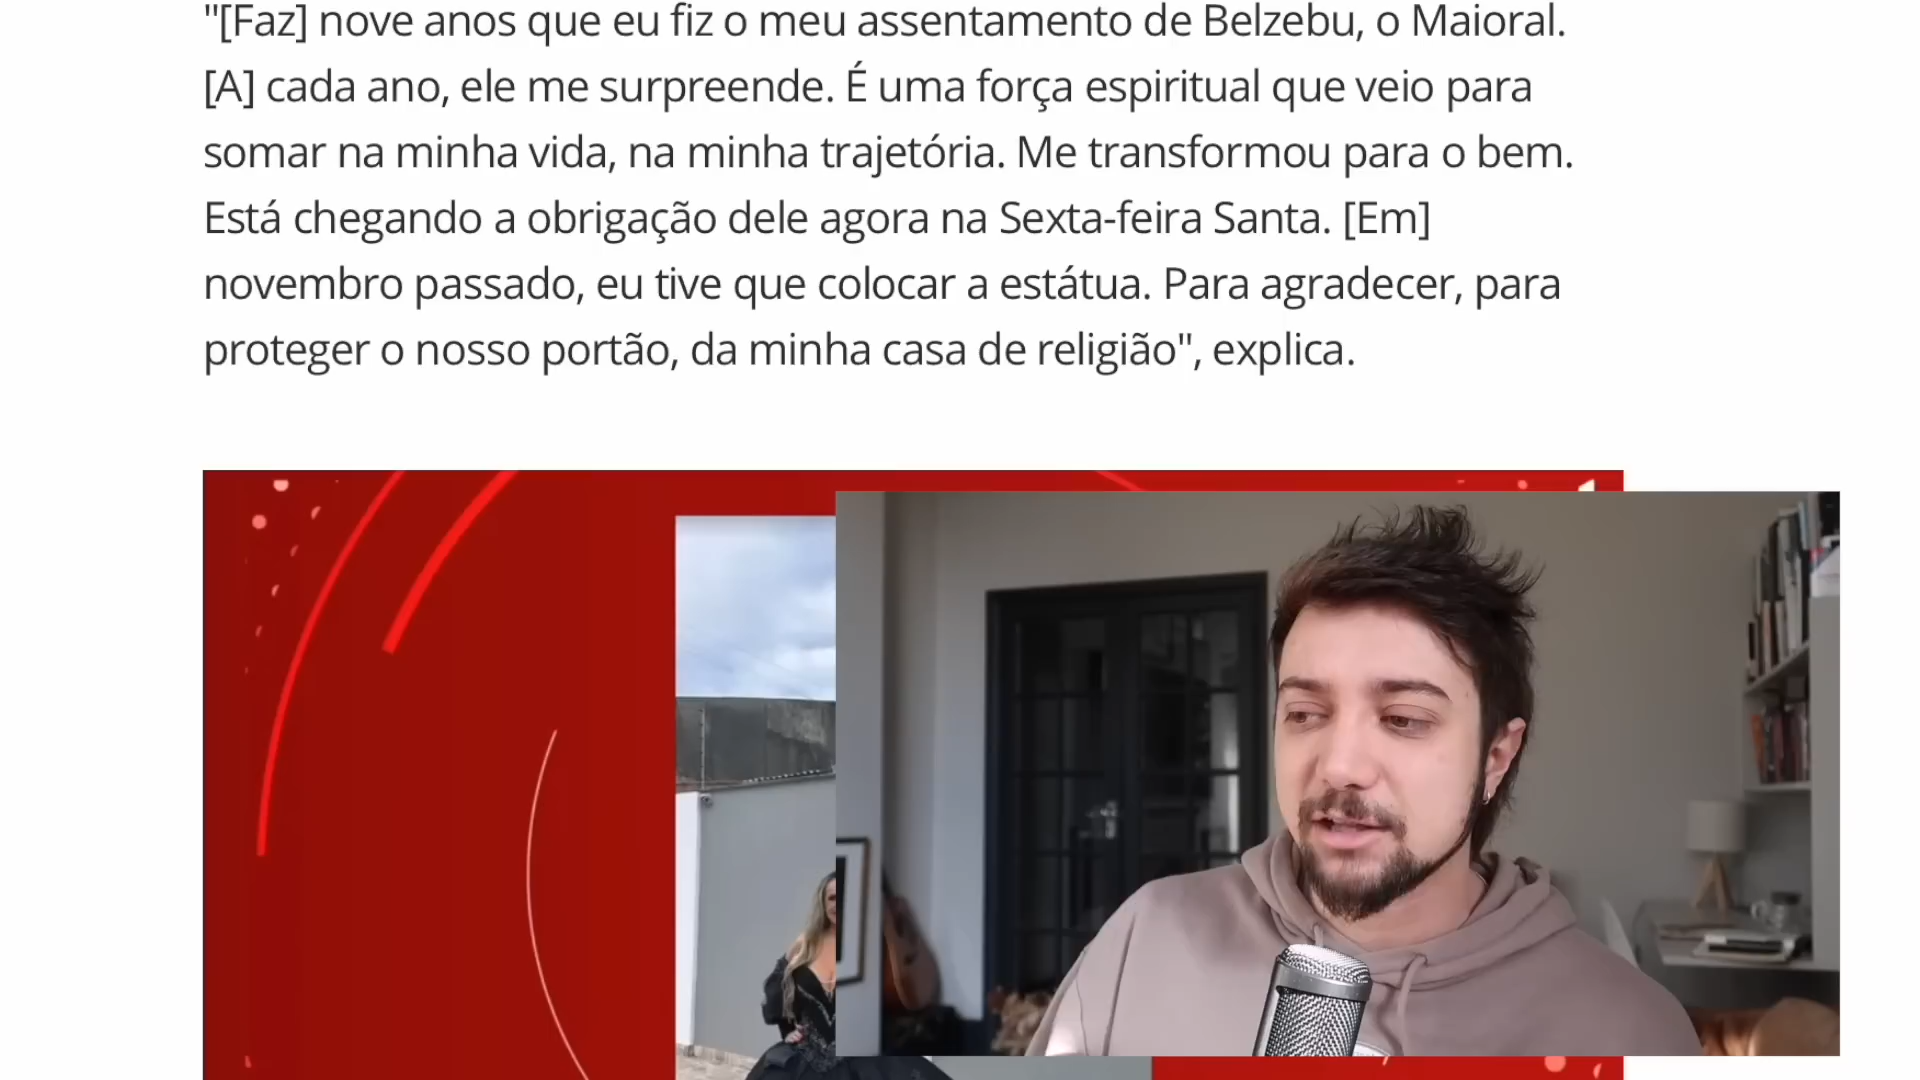 "[Faz] nove anos que eu fiz o meu assentamento de Belzebu, o Maioral.
[A] cada ano, ele me surpreende. É uma força espiritual que veio para
somar na minha vida, na minha trajetória. Me transformou para o bem.
Está chegando a obrigação dele agora na Sexta-feira Santa. [Em]
novembro passado, eu tive que colocar a estátua. Para agradecer, para
proteger o nosso portão, da minha casa de religião", explica.